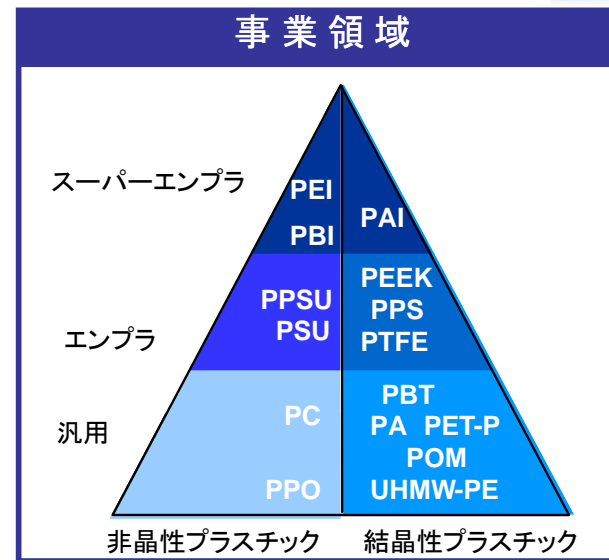 事業領域
スーパーエンプラ
PEI
PBI
PAI
エンプラ
PPSU
PSU
PEEK
PPS
PTFE
汎用
PC
PPO
PBT
PA PET-P
POM
UHMW-PE
非晶性プラスチック 結晶性プラスチック